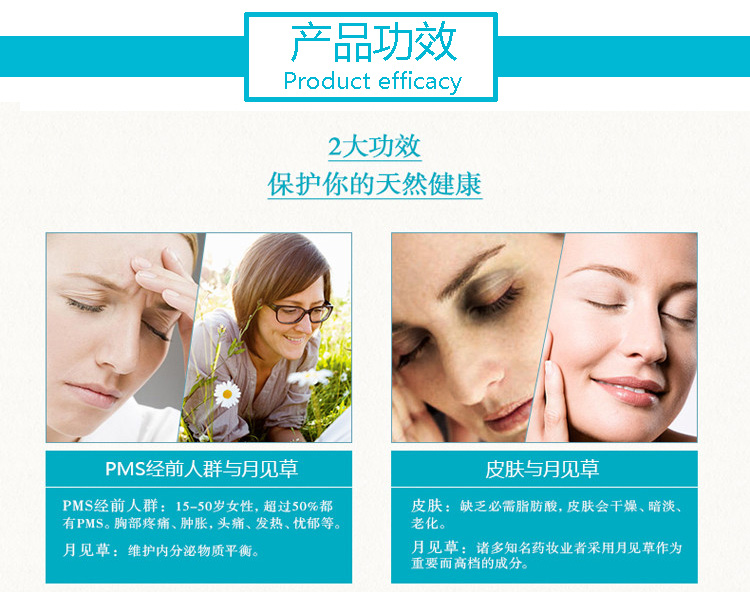 产品功效
Product efficacy
2大功效
保护你的天然健康
PMS经前人群与月见草
PMS经前人群：15-50岁女性，超过50%都
有PMS。胸部疼痛、肿胀，头痛、发热、忧郁等。
月见草：维护内分泌物质平衡。
皮肤与月见草
皮肤：缺乏必需脂肪酸，皮肤会干燥、暗淡、
老化。
月见草：诸多知名药妆业者采用月见草作为
重要而高档的成分。